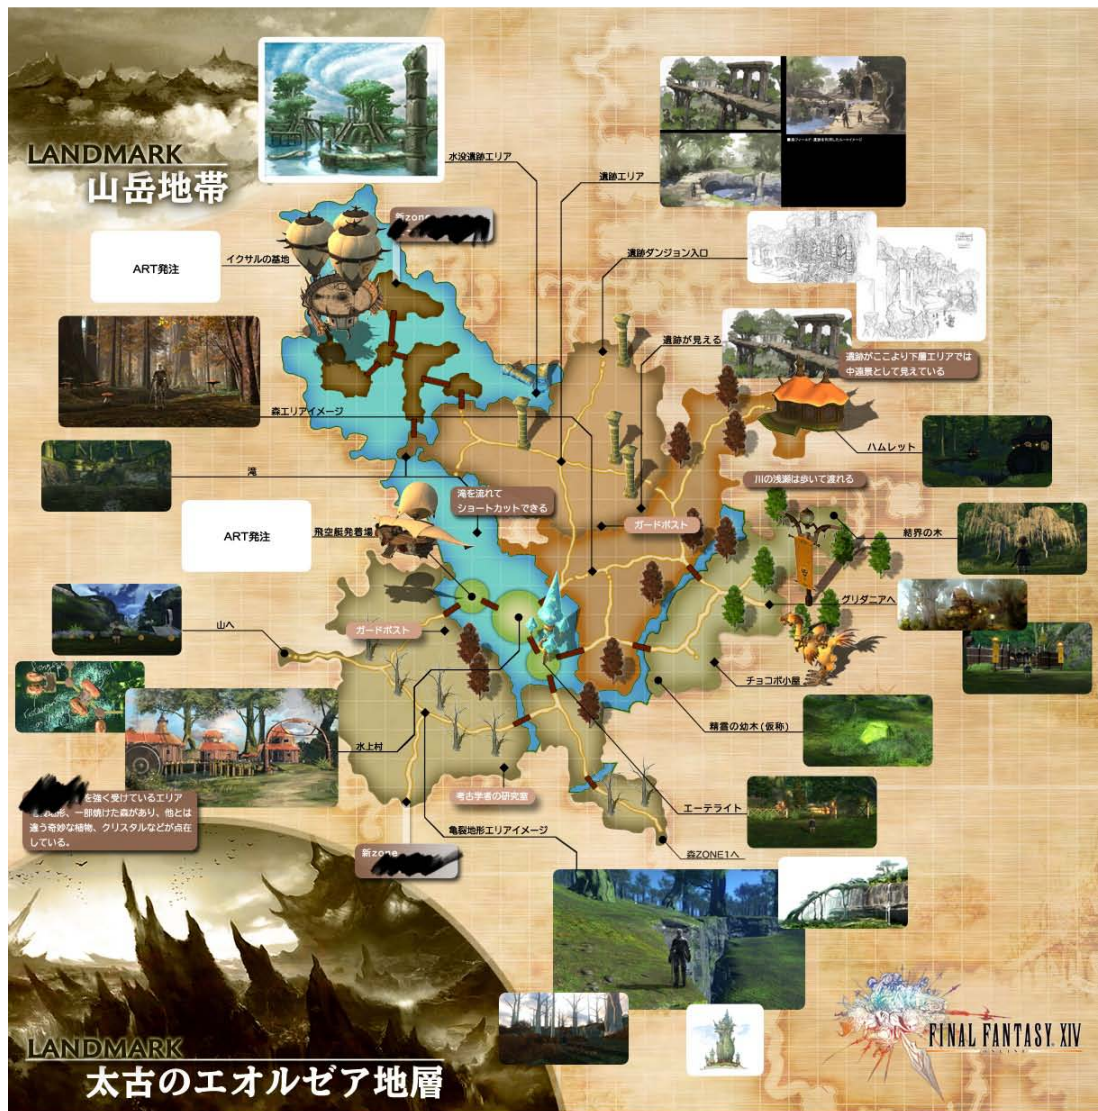 LANDMARK
山岳地帯
水没遺跡エリア
遺跡エリア
新zone
イクサルの基地
ART発注
遺跡ダンジョン入口
遺跡が見える
遺跡がここより下層エリアでは
中遠景として見えている
森エリアイメージ
ハムレット
滝
滝を流れて
ショートカットできる
川の浅瀬は歩いて渡れる
ART発注
飛空艇発着場
ガードポスト
結界の木
グリダニアへ
山へ
ガードポスト
チョコボ小屋
精霊の幼木(仮称)
水上村
を強く受けているエリア
一部焼けた森があり、他とは
違う奇妙な植物、クリスタルなどが点在
している。
考古学者の研究室
エーテライト
亀裂地形エリアイメージ
新zone
森ZONE1へ
LANDMARK
太古のエオルゼア地層
FINAL FANTASY XIV
ONLINE